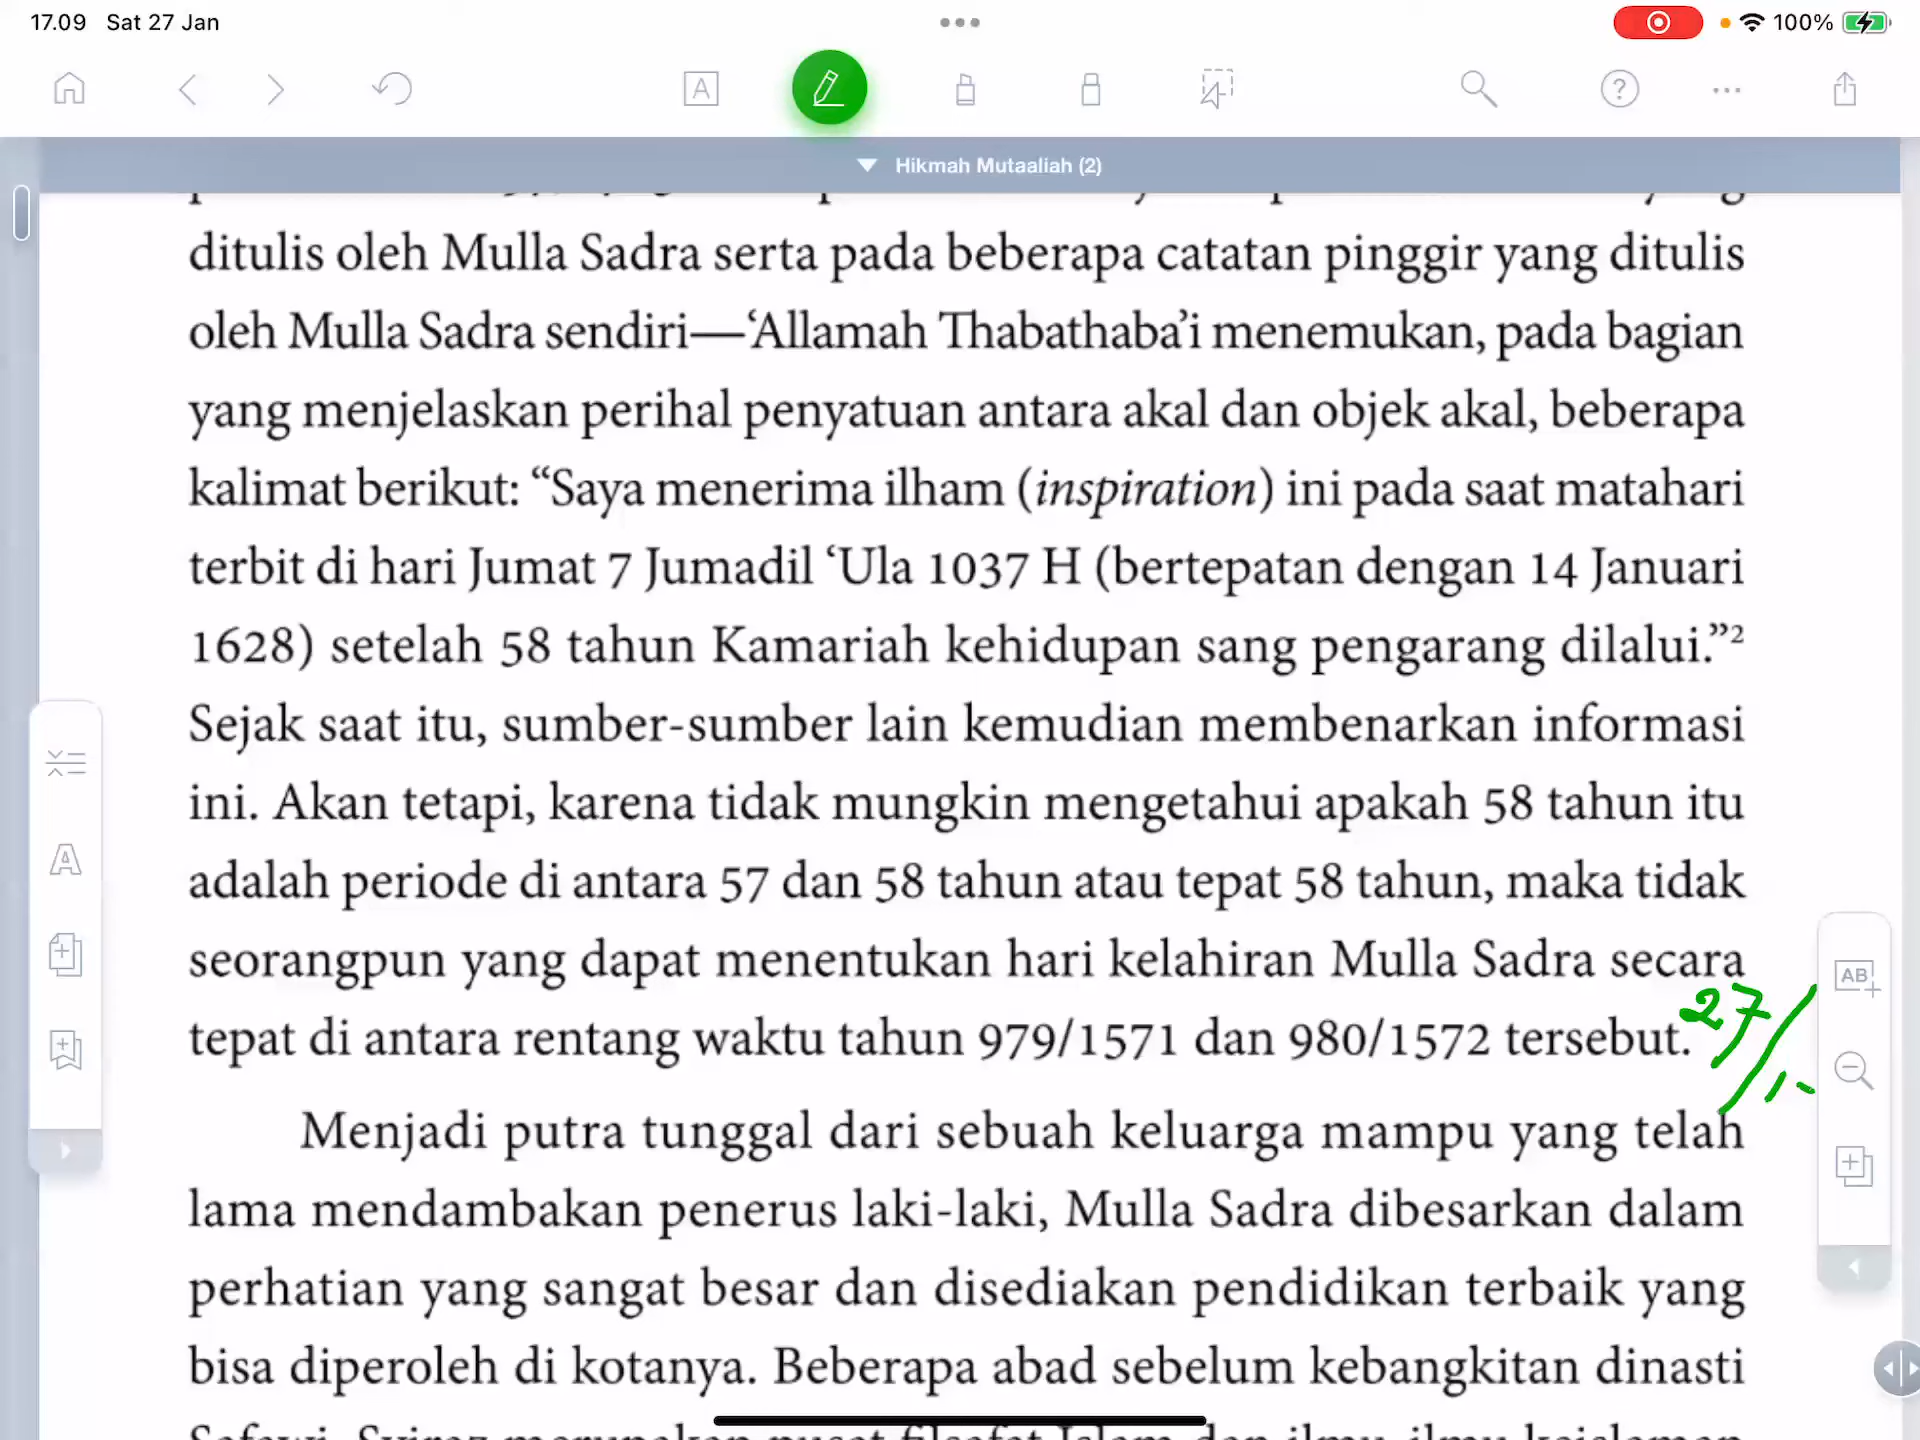 17.09 Sat 27 Jan
100%
A
?
Hikmah Mutaaliah (2)
ditulis oleh Mulla Sadra serta pada beberapa catatan pinggir yang ditulis
oleh Mulla Sadra sendiri—‘Allamah Thabathaba’i menemukan, pada bagian
yang menjelaskan perihal penyatuan antara akal dan objek akal, beberapa
kalimat berikut: “Saya menerima ilham (inspiration) ini pada saat matahari
terbit di hari Jumat 7 Jumadil ‘Ula 1037 H (bertepatan dengan 14 Januari
1628) setelah 58 tahun Kamariah kehidupan sang pengarang dilalui.”²
Sejak saat itu, sumber-sumber lain kemudian membenarkan informasi
ini. Akan tetapi, karena tidak mungkin mengetahui apakah 58 tahun itu
adalah periode di antara 57 dan 58 tahun atau tepat 58 tahun, maka tidak
seorangpun yang dapat menentukan hari kelahiran Mulla Sadra secara
tepat di antara rentang waktu tahun 979/1571 dan 980/1572 tersebut.
27/1-
Menjadi putra tunggal dari sebuah keluarga mampu yang telah
lama mendambakan penerus laki-laki, Mulla Sadra dibesarkan dalam
perhatian yang sangat besar dan disediakan pendidikan terbaik yang
bisa diperoleh di kotanya. Beberapa abad sebelum kebangkitan dinasti
A
AB